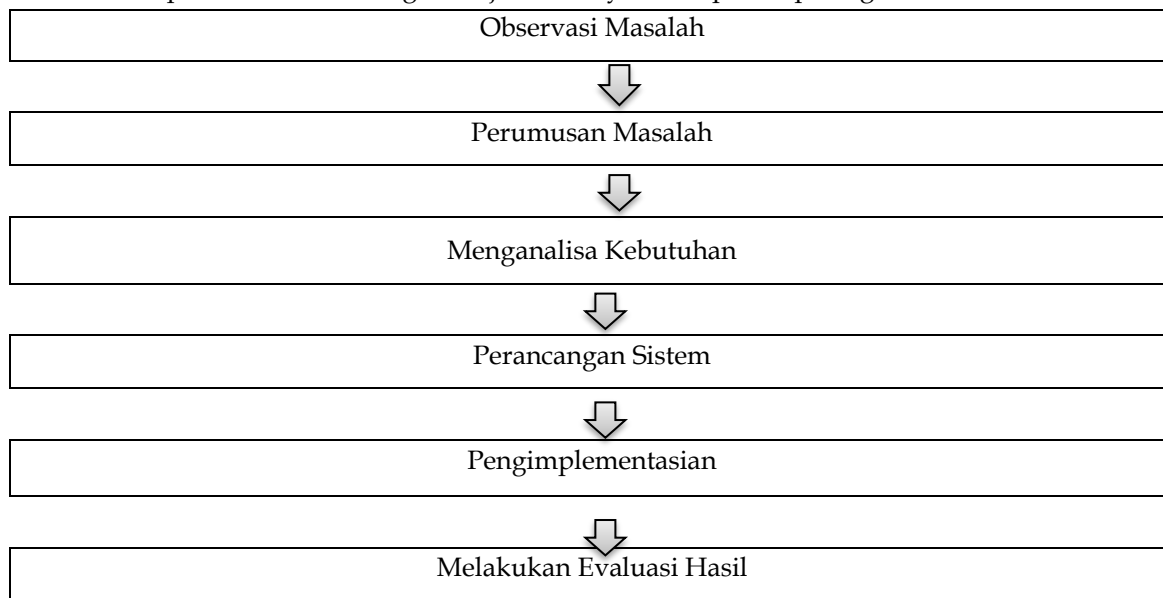 Observasi Masalah
Perumusan Masalah
Menganalisa Kebutuhan
Perancangan Sistem
Pengimplementasian
Melakukan Evaluasi Hasil